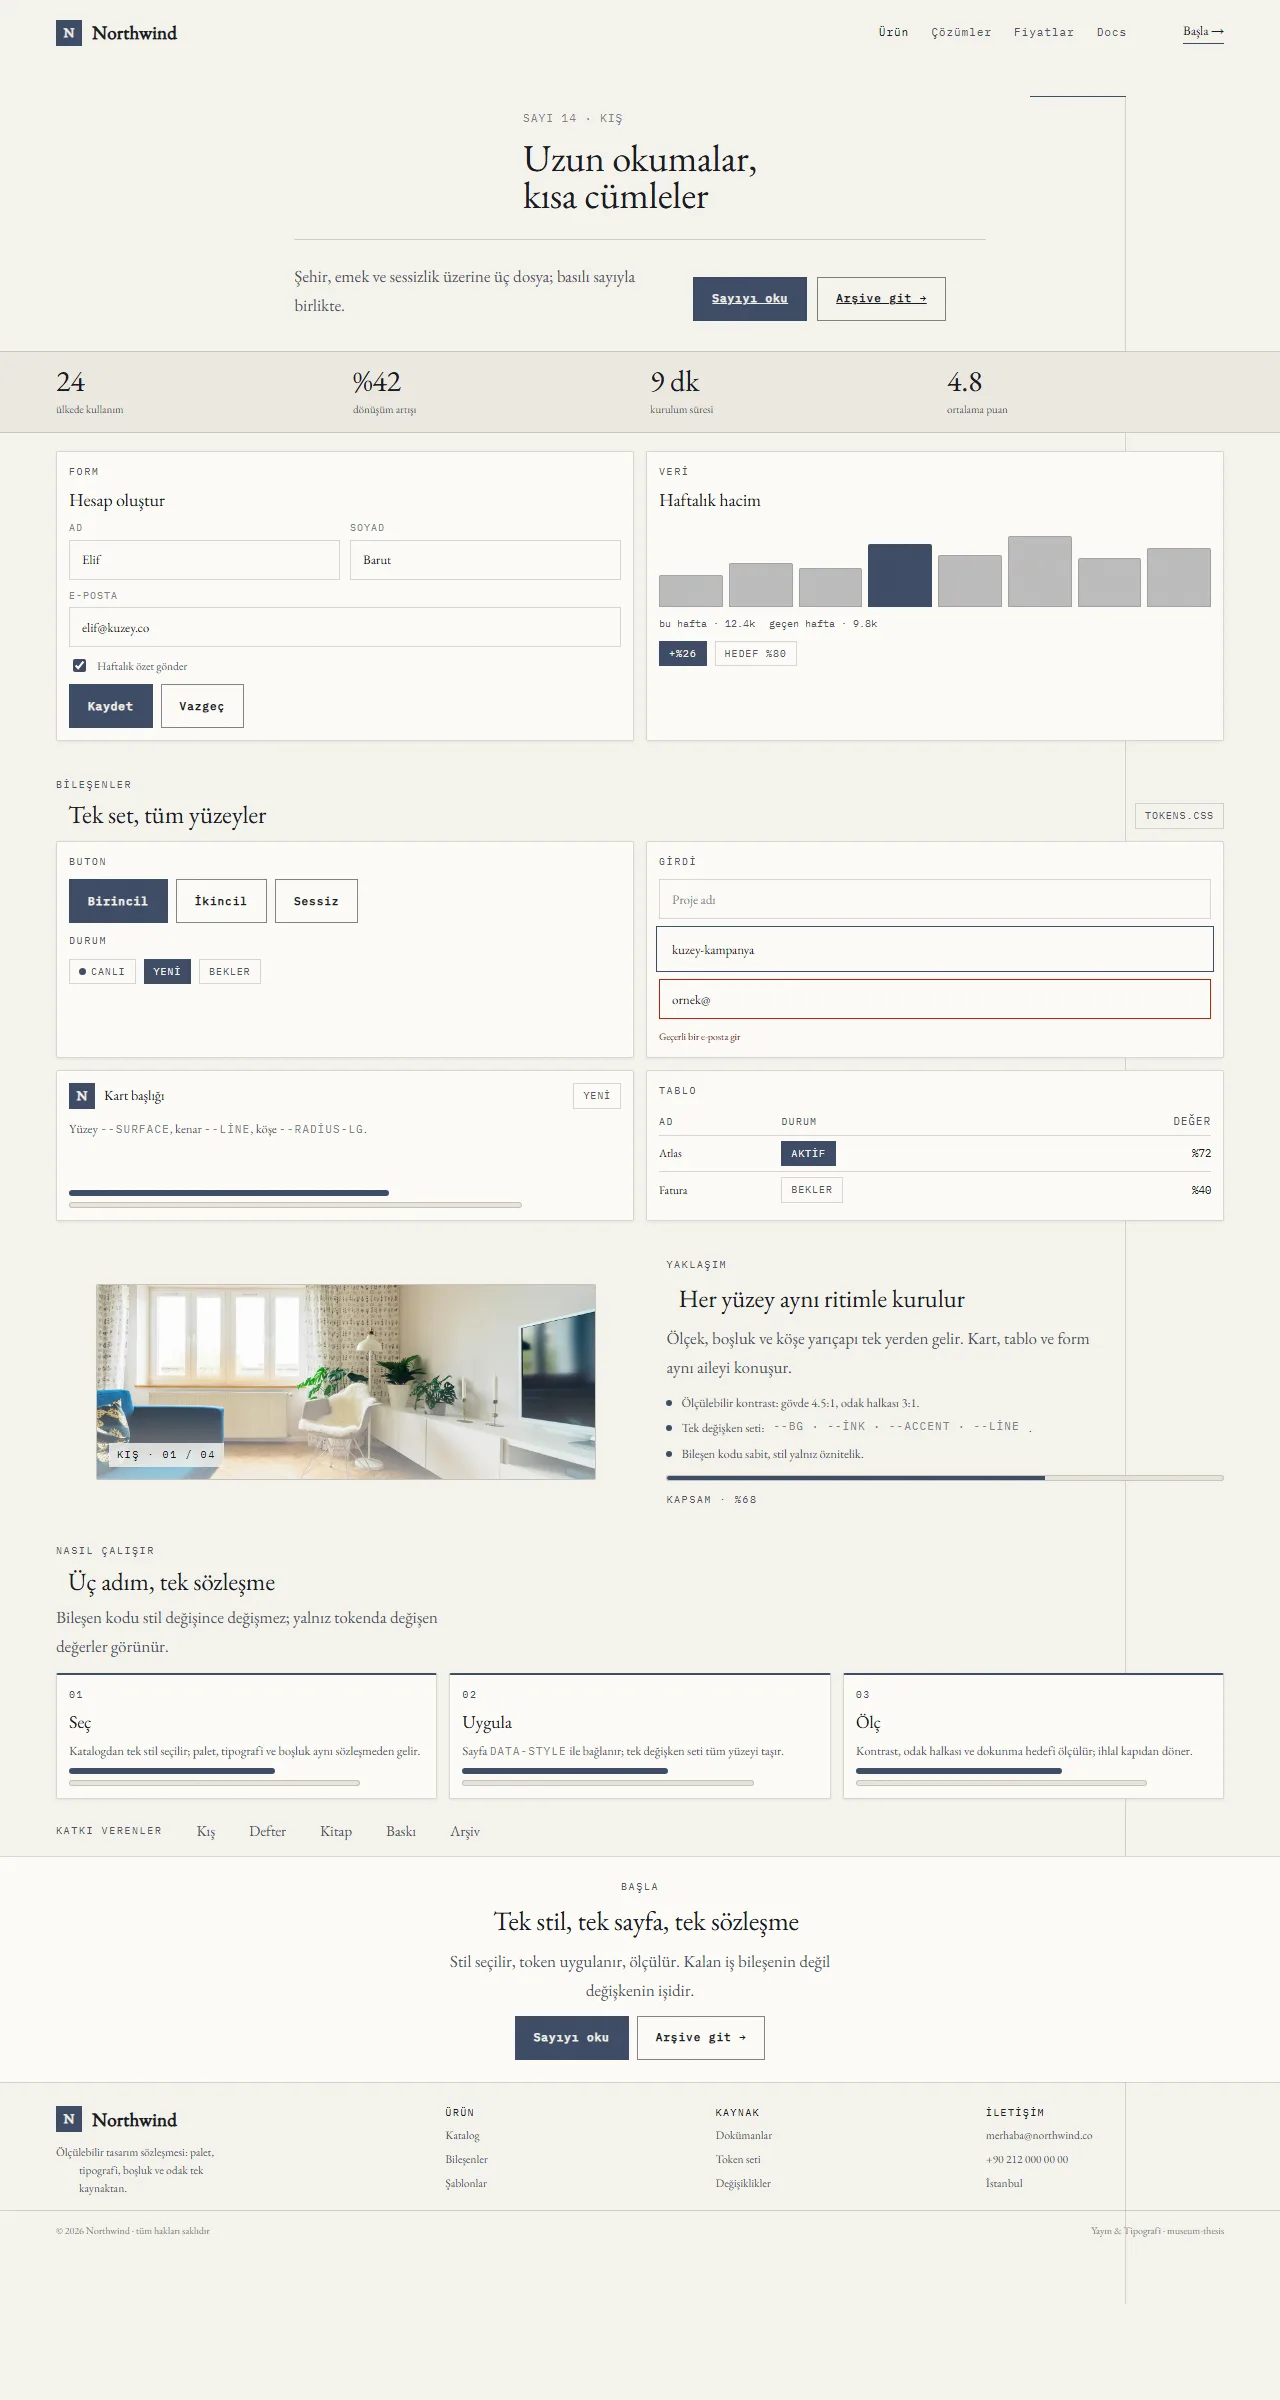 N Northwind
Ürün Çözümler Fiyatlar Docs Başla →
SAYI 14 · KIŞ
Uzun okumalar,
kısa cümleler
Şehir, emek ve sessizlik üzerine üç dosya; basılı sayıyla
birlikte.
Sayıyı oku Arşive git →
24 %42 9 dk 4.8
ülkede kullanım dönüşüm artışı kurulum süresi ortalama puan
FORM
Hesap oluştur
AD SOYAD
Elif Barut
E-POSTA
elif@kuzey.co
Haftalık özet gönder
Kaydet Vazgeç
VERİ
Haftalık hacim
bu hafta · 12.4k geçen hafta · 9.8k
+%26 HEDEF %80
BİLEŞENLER
Tek set, tüm yüzeyler
TOKENS.CSS
BUTON
Birincil İkincil Sessiz
DURUM
CANLI YENİ BEKLER
GİRDİ
Proje adı
kuzey-kampanya
ornek@
Geçerli bir e-posta gir
N Kart başlığı YENİ
Yüzey --SURFACE, kenar --LİNE, köşe --RADİUS-LG.
TABLO
AD DURUM DEĞER
Atlas AKTİF %72
Fatura BEKLER %40
KIŞ · 01 / 04
YAKLAŞIM
Her yüzey aynı ritimle kurulur
Ölçek, boşluk ve köşe yarıçapı tek yerden gelir. Kart, tablo ve form
aynı aileyi konuşur.
Ölçülebilir kontrast: gövde 4.5:1, odak halkası 3:1.
Tek değişken seti: --BG · --İNK · --ACCENT · --LİNE .
Bileşen kodu sabit, stil yalnız öznitelik.
KAPSAM · %68
NASIL ÇALIŞIR
Üç adım, tek sözleşme
Bileşen kodu stil değişince değişmez; yalnız tokenda değişen
değerler görünür.
01
Seç
Katalogdan tek stil seçilir; palet, tipografi ve boşluk aynı sözleşmeden gelir.
02
Uygula
Sayfa DATA-STYLE ile bağlanır; tek değişken seti tüm yüzeyi taşır.
03
Ölç
Kontrast, odak halkası ve dokunma hedefi ölçülür; ihlal kapıdan döner.
KATKI VERENLER Kış Defter Kitap Baskı Arşiv
BAŞLA
Tek stil, tek sayfa, tek sözleşme
Stil seçilir, token uygulanır, ölçülür. Kalan iş bileşenin değil
değişkenin işidir.
Sayıyı oku Arşive git →
N Northwind
Ölçülebilir tasarım sözleşmesi: palet,
tipografi, boşluk ve odak tek
kaynaktan.
ÜRÜN
Katalog
Bileşenler
Şablonlar
KAYNAK
Dokümanlar
Token seti
Değişiklikler
İLETİŞİM
merhaba@northwind.co
+90 212 000 00 00
İstanbul
© 2026 Northwind · tüm hakları saklıdır
Yayın & Tipografi · museum-thesis